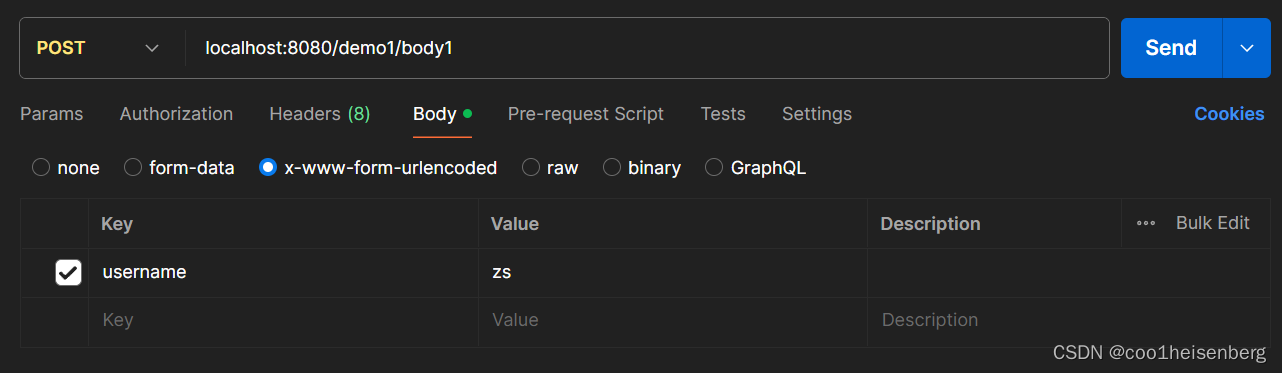 POST localhost:8080/demo1/body1 Send
Params Authorization Headers (8) Body Pre-request Script Tests Settings Cookies
none form-data x-www-form-urlencoded raw binary GraphQL
Key Value Description Bulk Edit
username zs
Key Value Description
CSDN @coo1heisenberg